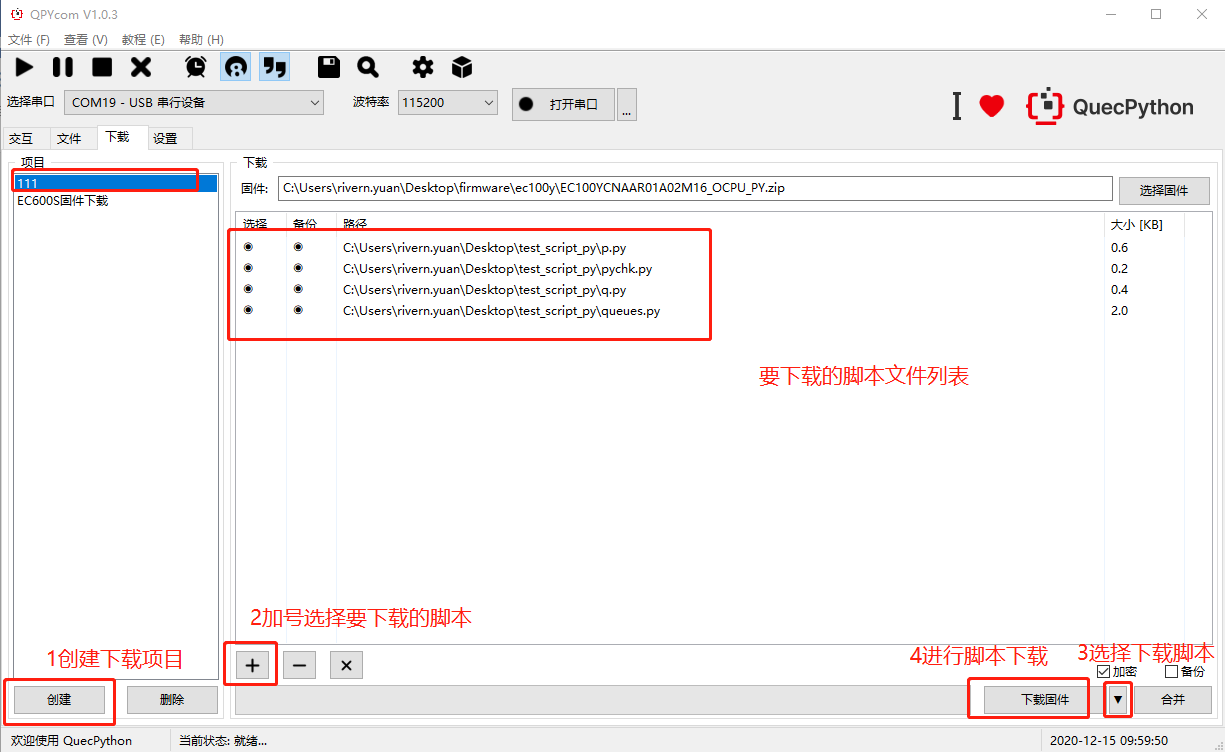 QPYcom V1.0.3
文件 (F) 查看 (V) 教程 (E) 帮助 (H)
选择串口 COM19 - USB 串行设备 波特率 115200 打开串口 ...
I QuecPython
交互 文件 下载 设置
项目
111
EC600S固件下载
下载
固件: C:\Users\rivern.yuan\Desktop\firmware\ec100y\EC100YCNAAR01A02M16_OCPU_PY.zip 选择固件
选择 备份 路径 大小 [KB]
C:\Users\rivern.yuan\Desktop\test_script_py\p.py 0.6
C:\Users\rivern.yuan\Desktop\test_script_py\pychk.py 0.2
C:\Users\rivern.yuan\Desktop\test_script_py\q.py 0.4
C:\Users\rivern.yuan\Desktop\test_script_py\queues.py 2.0
要下载的脚本文件列表
2加号选择要下载的脚本
1创建下载项目
4进行脚本下载
3选择下载脚本
加密 备份
创建 删除 下载固件 合并
欢迎使用 QuecPython 当前状态: 就绪... 2020-12-15 09:59:50